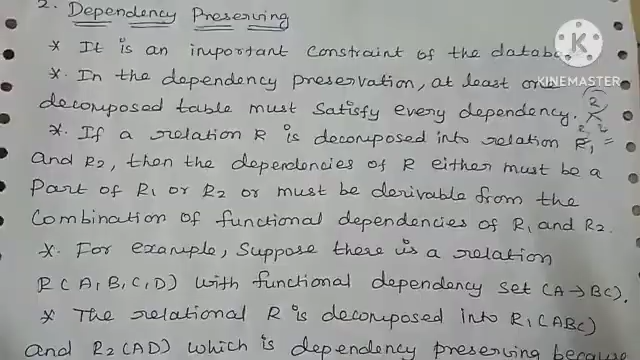 2. Dependency Preserving
* It is an important constraint of the databa
KINEMASTER
*. In the dependency preservation, at least one
decomposed table must satisfy every dependency.
R
*. If a relation R is decomposed into relation R1
and R2, then the dependencies of R either must be a
part of R1 or R2 or must be derivable from the
combination of functional dependencies of R1 and R2.
*. For example, suppose there is a relation
R(A,B,C,D) with functional dependency set (A→BC).
* The relational R is decomposed into R1(ABC)
and R2(AD) which is dependency preserving because